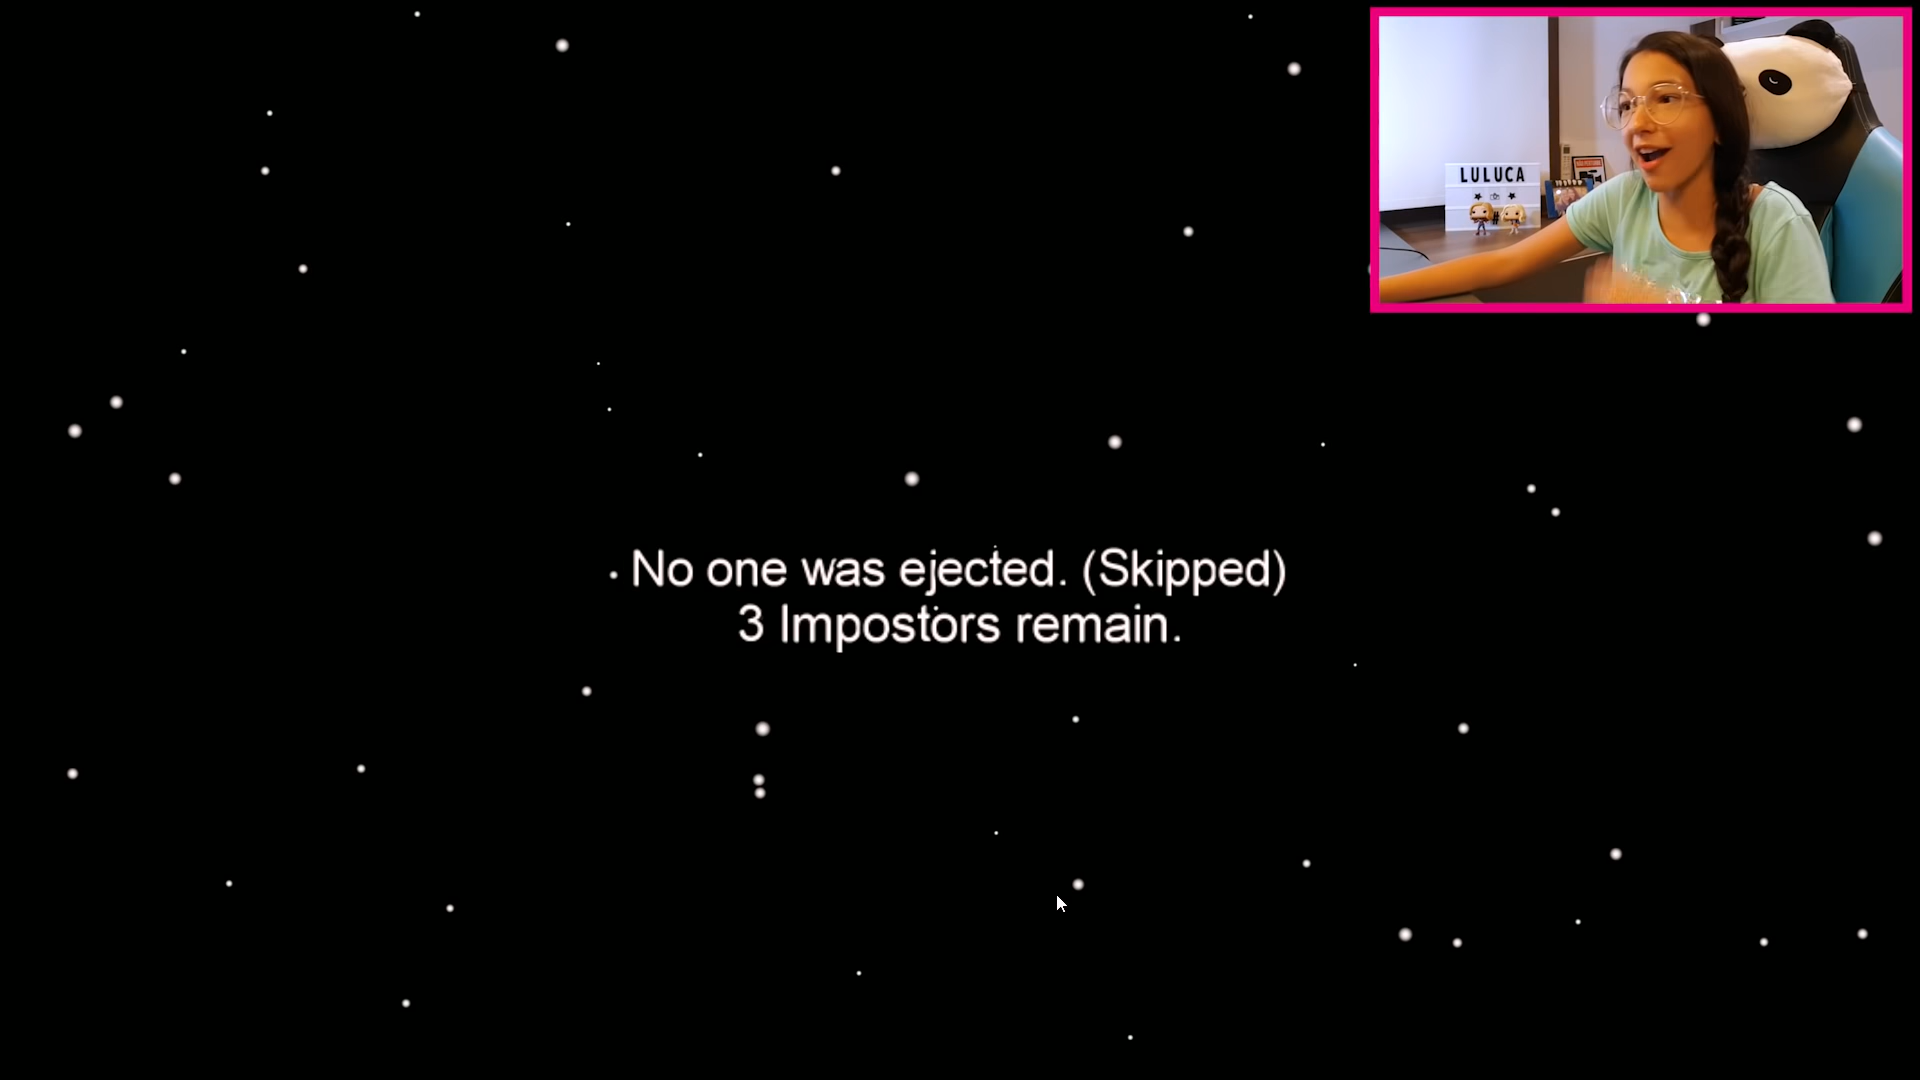 LULUCA
No one was ejected. (Skipped)
3 Impostors remain.